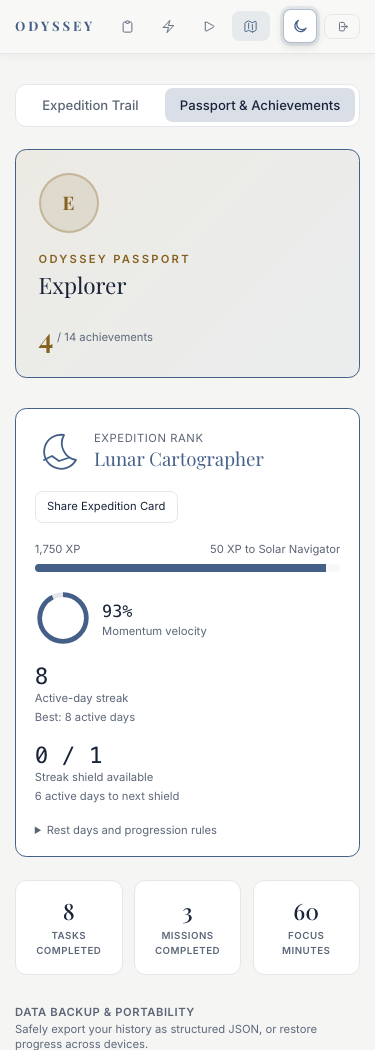 ODYSSEY
Expedition Trail
Passport & Achievements
E
ODYSSEY PASSPORT
Explorer
4 / 14 achievements
EXPEDITION RANK
Lunar Cartographer
Share Expedition Card
1,750 XP
50 XP to Solar Navigator
93%
Momentum velocity
8
Active-day streak
Best: 8 active days
0 / 1
Streak shield available
6 active days to next shield
Rest days and progression rules
8
TASKS
COMPLETED
3
MISSIONS
COMPLETED
60
FOCUS
MINUTES
DATA BACKUP & PORTABILITY
Safely export your history as structured JSON, or restore
progress across devices.